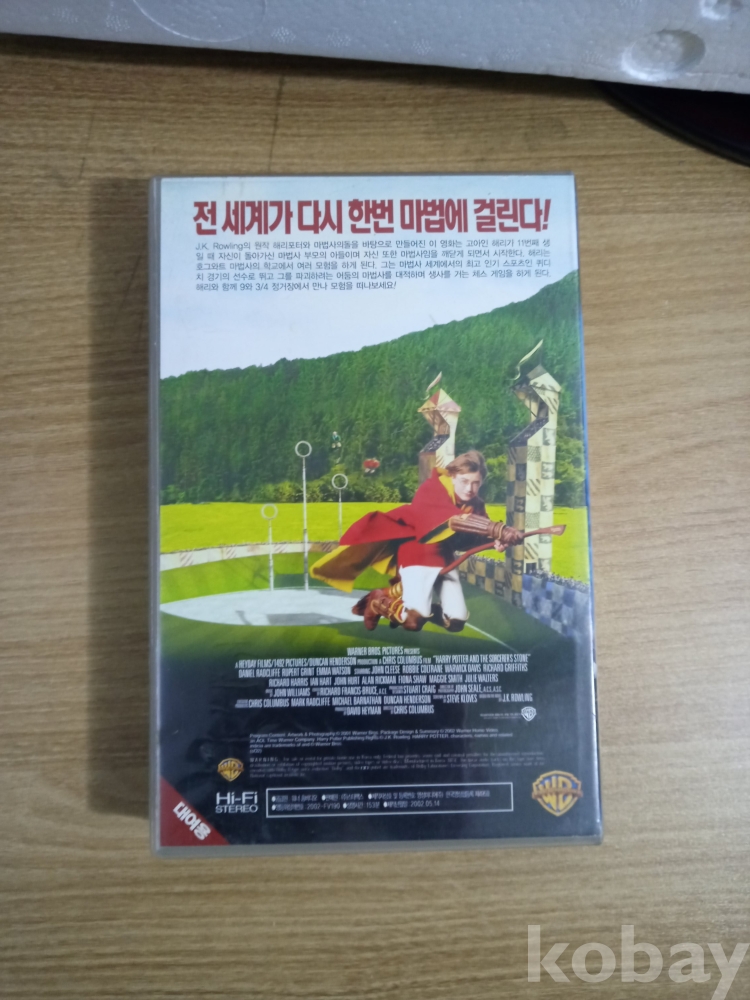 전 세계가 다시 한번 마법에 걸린다!
J.K. Rowling의 원작 해리포터와 마법사의돌을 바탕으로 만들어진 이 영화는 고아인 해리가 11번째 생
일 때 자신이 돌아가신 마법사 부모의 아들이며 자신 또한 마법사임을 깨닫게 되면서 시작한다. 해리는
호그와트 마법사의 학교에서 여러 모험을 하게 된다. 그는 마법사 세계에서의 최고 인기 스포츠인 퀴디
치 경기의 선수로 뛰고 그를 파괴하려는 어둠의 마법사를 대적하며 생사를 거는 체스 게임을 하게 된다.
해리와 함께 9와 3/4 정거장에서 만나 모험을 떠나보세요!
WARNER BROS. PICTURES PRESENTS
A HEYDAY FILMS/1492 PICTURES/DUNCAN HENDERSON PRODUCTION A CHRIS COLUMBUS FILM "HARRY POTTER AND THE SORCERER'S STONE"
DANIEL RADCLIFFE RUPERT GRINT EMMA WATSON STARRING JOHN CLEESE ROBBIE COLTRANE WARWICK DAVIS RICHARD GRIFFITHS
RICHARD HARRIS IAN HART JOHN HURT ALAN RICKMAN FIONA SHAW MAGGIE SMITH JULIE WALTERS
JOHN WILLIAMS RICHARD FRANCIS-BRUCE, A.C.E. STUART CRAIG JOHN SEALE, A.C.S., A.S.C.
CHRIS COLUMBUS MARK RADCLIFFE MICHAEL BARNATHAN DUNCAN HENDERSON STEVE KLOVES J.K. ROWLING
DAVID HEYMAN CHRIS COLUMBUS
Hi-Fi
STEREO
2002-FV190 2002.05.14
대여용
WB
kobay